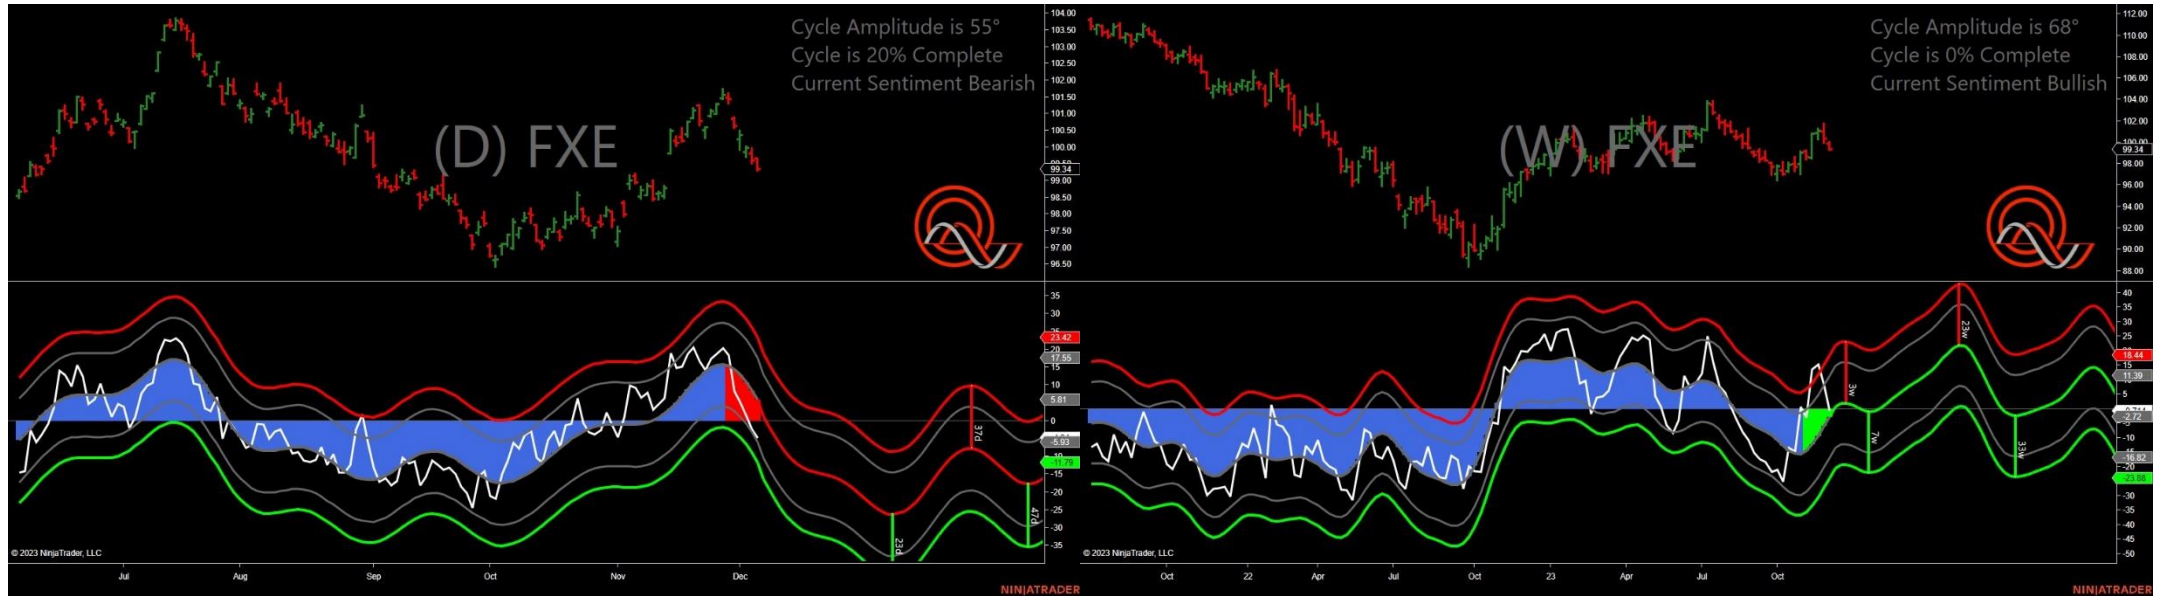 Cycle Amplitude is 55°
Cycle is 20% Complete
Current Sentiment Bearish
(D) FXE
104.00
103.50
103.00
102.50
102.00
101.50
101.00
100.50
100.00
99.34
99.00
98.50
98.00
97.50
97.00
96.50
35
30
23.42
20
17.55
15
10
5.81
0
-5.93
-11.79
-15
-20
-25
-30
-35
37d
23d
47d
© 2023 NinjaTrader, LLC
Jul Aug Sep Oct Nov Dec
NINJATRADER
Cycle Amplitude is 68°
Cycle is 0% Complete
Current Sentiment Bullish
(W) FXE
112.00
110.00
108.00
106.00
104.00
102.00
99.34
98.00
96.00
94.00
92.00
90.00
88.00
40
35
30
25
18.44
15
11.39
5
-2.72
-10
-16.82
-23.88
-30
-35
-40
-45
-50
3w
7w
23w
33w
© 2023 NinjaTrader, LLC
Oct 22 Apr Jul Oct 23 Apr Jul Oct
NINJATRADER